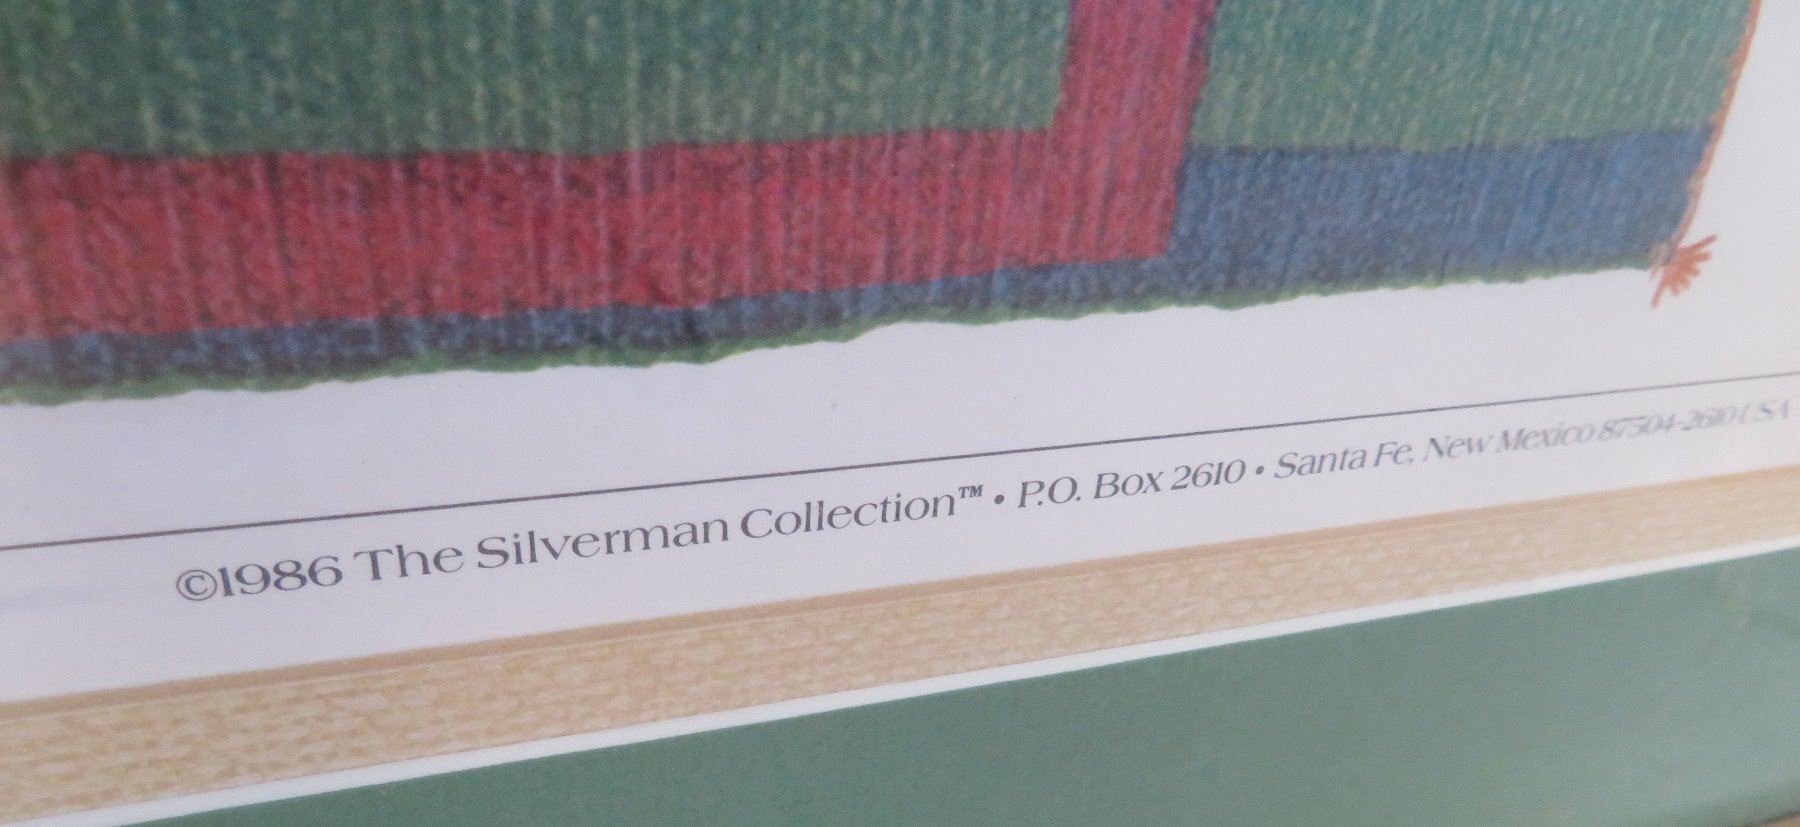 ©1986 The Silverman Collection™ • P.O. Box 2610 • Santa Fe, New Mexico 87504-2610 USA